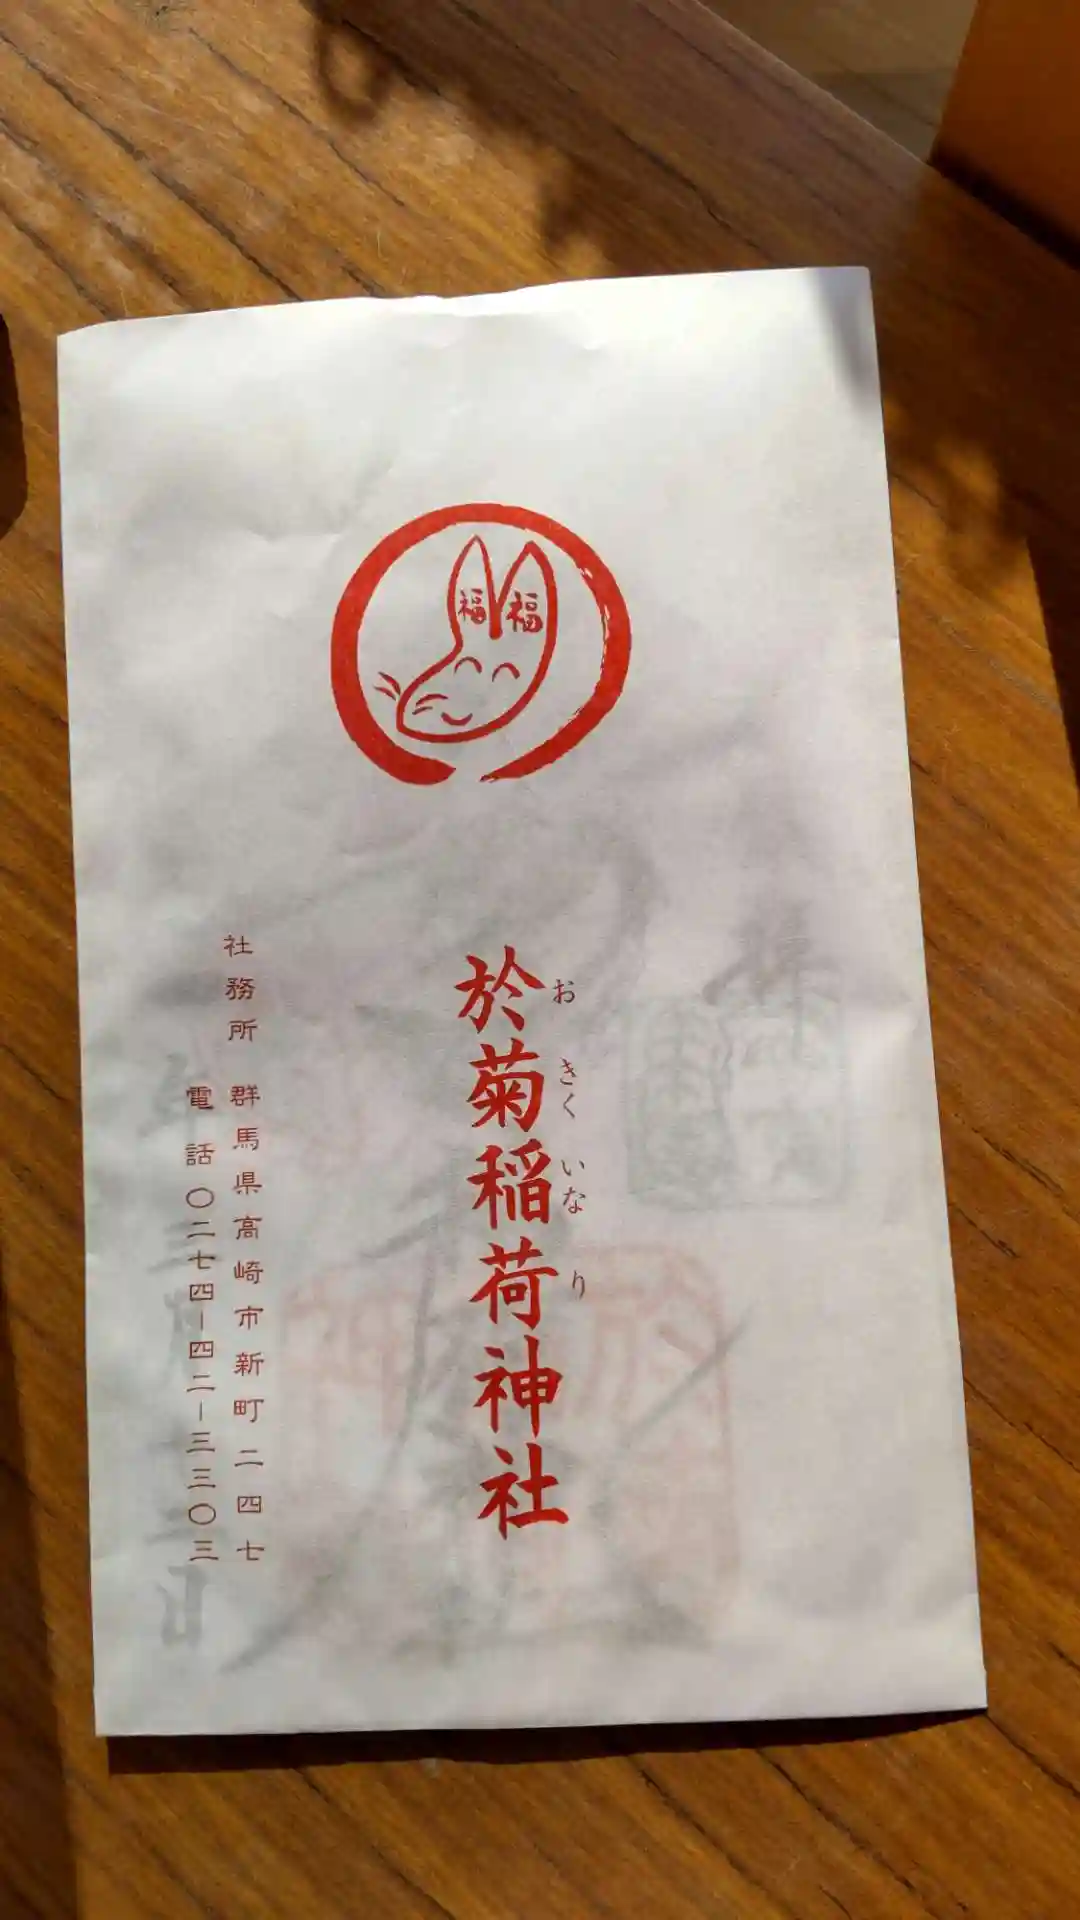 福福
於菊稲荷神社
おきくいなり
社務所 群馬県高崎市新町二四七
電話〇二七四ー四二ー三三〇三